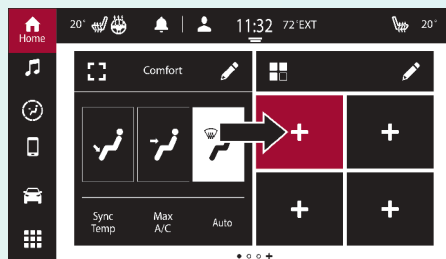 20° 11:32 72°EXT 20°
Home
Comfort
Sync
Temp
Max
A/C
Auto